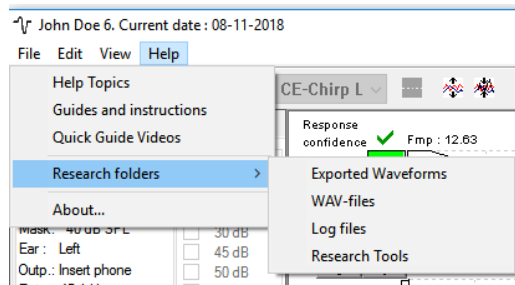 John Doe 6. Current date : 08-11-2018
File Edit View Help
Help Topics
Guides and instructions
Quick Guide Videos
Research folders
About...
CE-Chirp L
Response
confidence Fmp : 12.63
Exported Waveforms
WAV-files
Log files
Research Tools
Mask: 40 dB SPL 30 dB
Ear : Left 45 dB
Outp.: Insert phone 50 dB